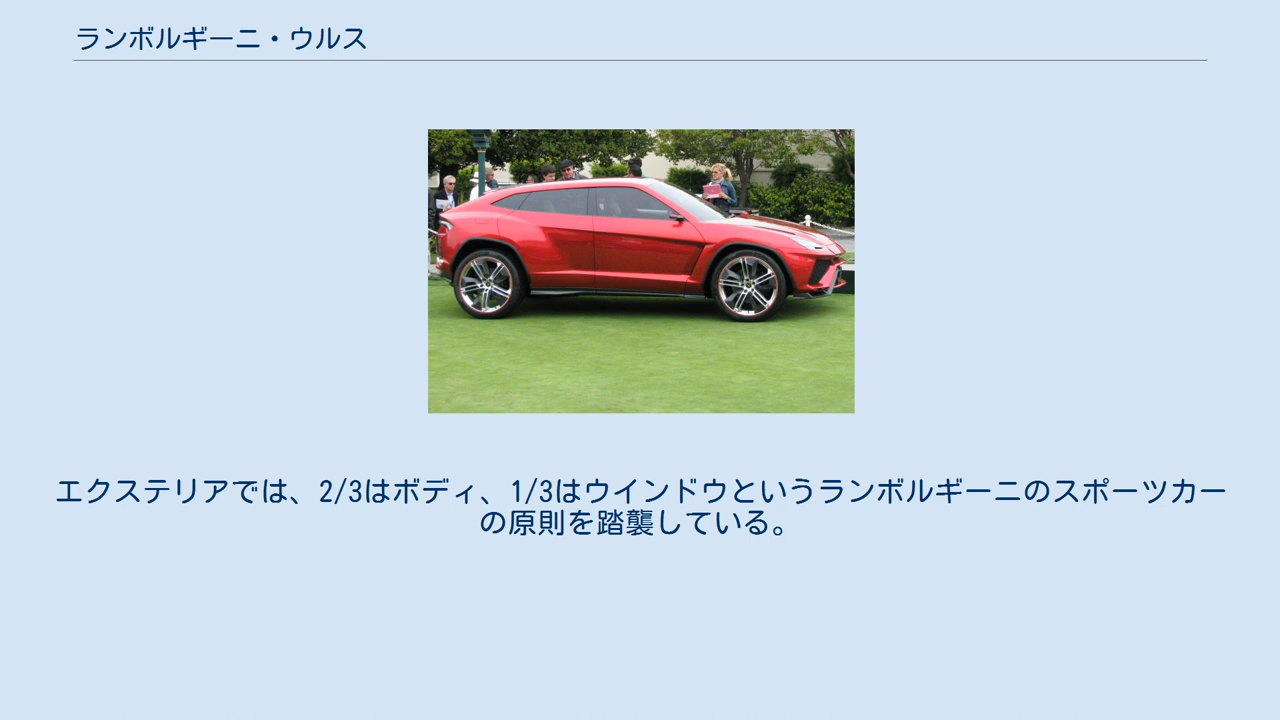 ランボルギーニ・ウルス
エクステリアでは、2/3はボディ、1/3はウインドウというランボルギーニのスポーツカー
の原則を踏襲している。